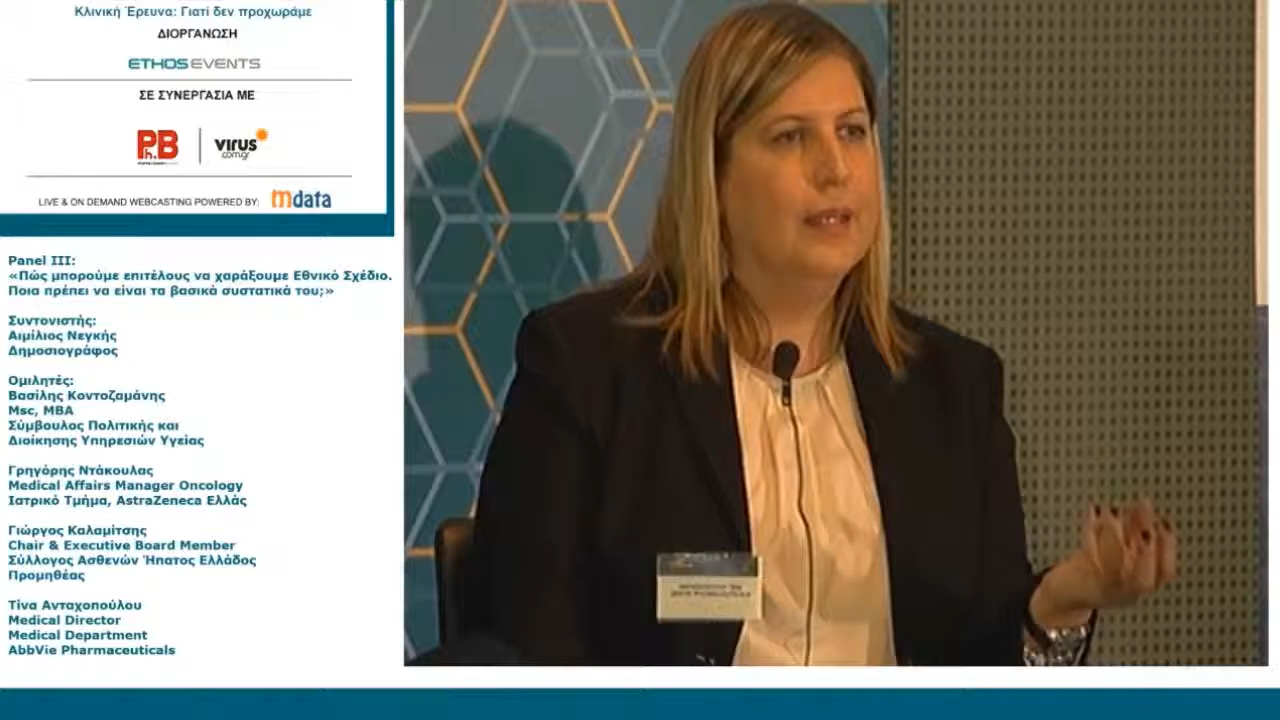 Κλινική Έρευνα: Γιατί δεν προχωράμε
ΔΙΟΡΓΑΝΩΣΗ
ETHOSEVENTS
ΣΕ ΣΥΝΕΡΓΑΣΙΑ ΜΕ
Ph.B
virus
.com.gr
LIVE & ON DEMAND WEBCASTING POWERED BY: mdata
Panel III:
«Πώς μπορούμε επιτέλους να χαράξουμε Εθνικό Σχέδιο.
Ποια πρέπει να είναι τα βασικά συστατικά του;»
Συντονιστής:
Αιμίλιος Νεγκής
Δημοσιογράφος
Ομιλητές:
Βασίλης Κοντοζαμάνης
Msc, MBA
Σύμβουλος Πολιτικής και
Διοίκησης Υπηρεσιών Υγείας
Γρηγόρης Ντάκουλας
Medical Affairs Manager Oncology
Ιατρικό Τμήμα, AstraZeneca Ελλάς
Γιώργος Καλαμίτσης
Chair & Executive Board Member
Σύλλογος Ασθενών Ήπατος Ελλάδος
Προμηθέας
Τίνα Ανταχοπούλου
Medical Director
Medical Department
AbbVie Pharmaceuticals